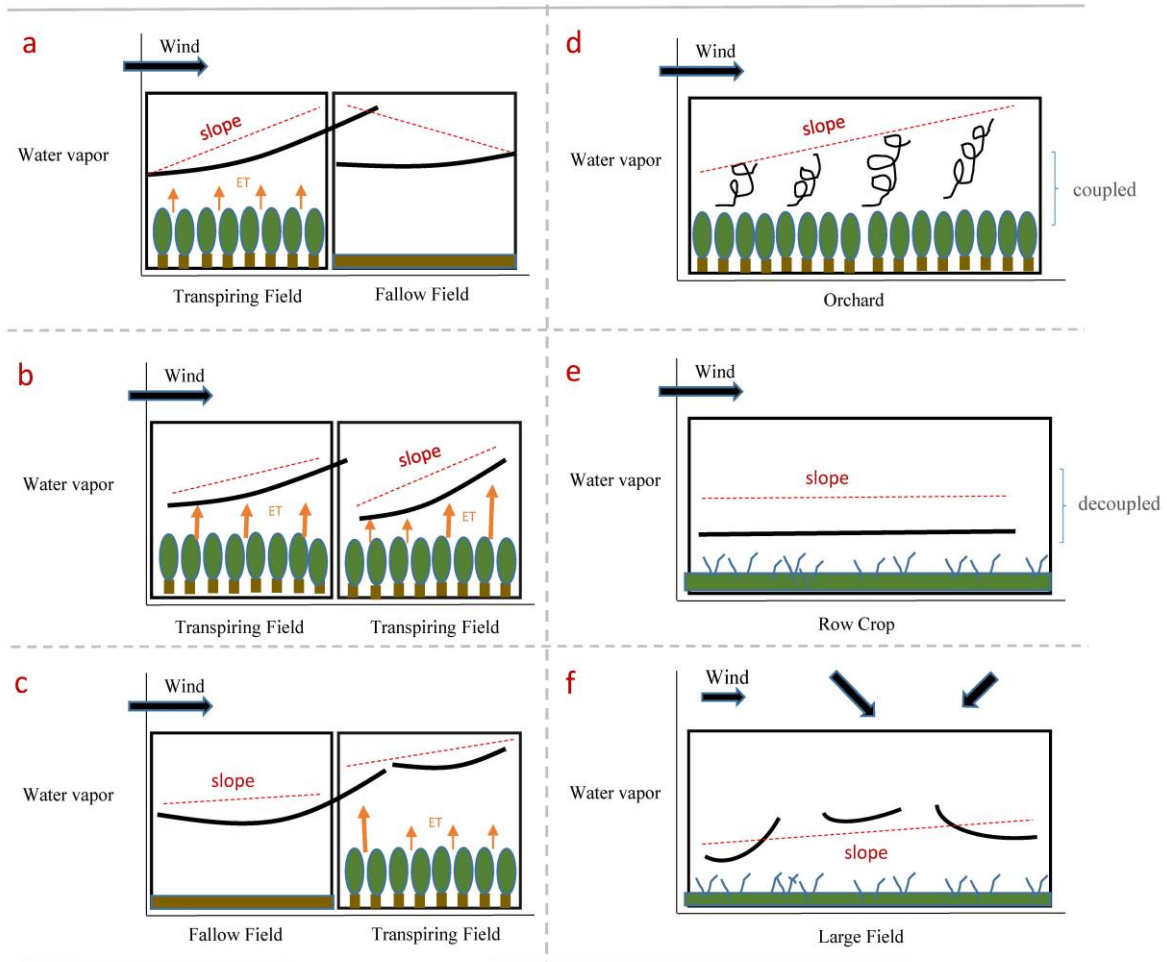 a
Wind
Water vapor
slope
ET
Transpiring Field
Fallow Field
b
Wind
Water vapor
slope
ET
ET
Transpiring Field
Transpiring Field
c
Wind
Water vapor
slope
ET
Fallow Field
Transpiring Field
d
Wind
Water vapor
slope
coupled
Orchard
e
Wind
Water vapor
slope
decoupled
Row Crop
f
Wind
Water vapor
slope
Large Field